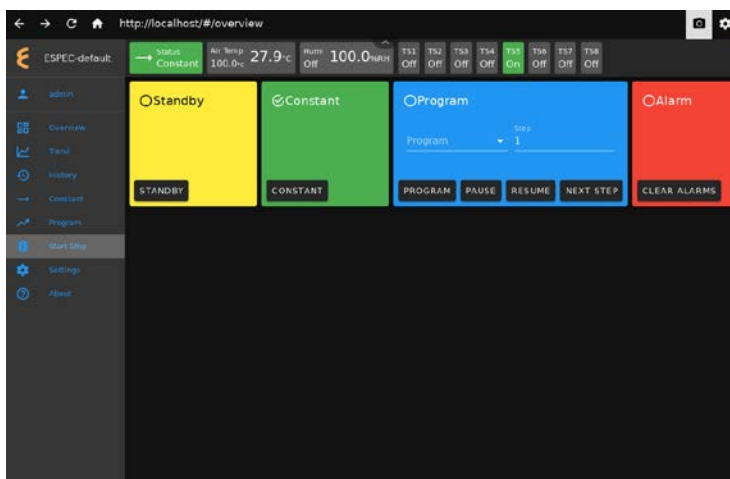 http://localhost/#/overview
ESPEC-default
Status
Constant
Air Temp
100.0°C
27.9°C
Humi
Off
100.0%RH
TS1 Off
TS2 Off
TS3 Off
TS4 Off
TS5 On
TS6 Off
TS7 Off
TS8 Off
admin
Overview
Trend
History
Constant
Program
Start Stop
Settings
About
Standby
STANDBY
Constant
CONSTANT
Program
Program
Step
1
PROGRAM
PAUSE
RESUME
NEXT STEP
Alarm
CLEAR ALARMS